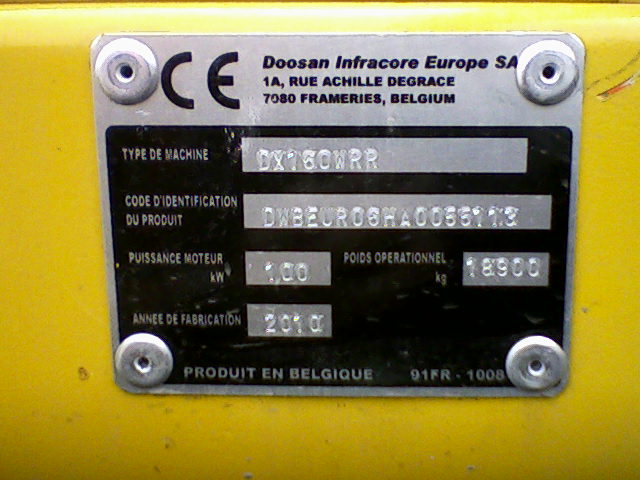 CE
Doosan Infracore Europe SA
1A, RUE ACHILLE DEGRACE
7080 FRAMERIES, BELGIUM
TYPE DE MACHINE DX160WRR
CODE D'IDENTIFICATION
DU PRODUIT
PUISSANCE MOTEUR kW 100 POIDS OPERATIONNEL kg 18900
ANNEE DE FABRICATION 2010
PRODUIT EN BELGIQUE 91FR - 1008